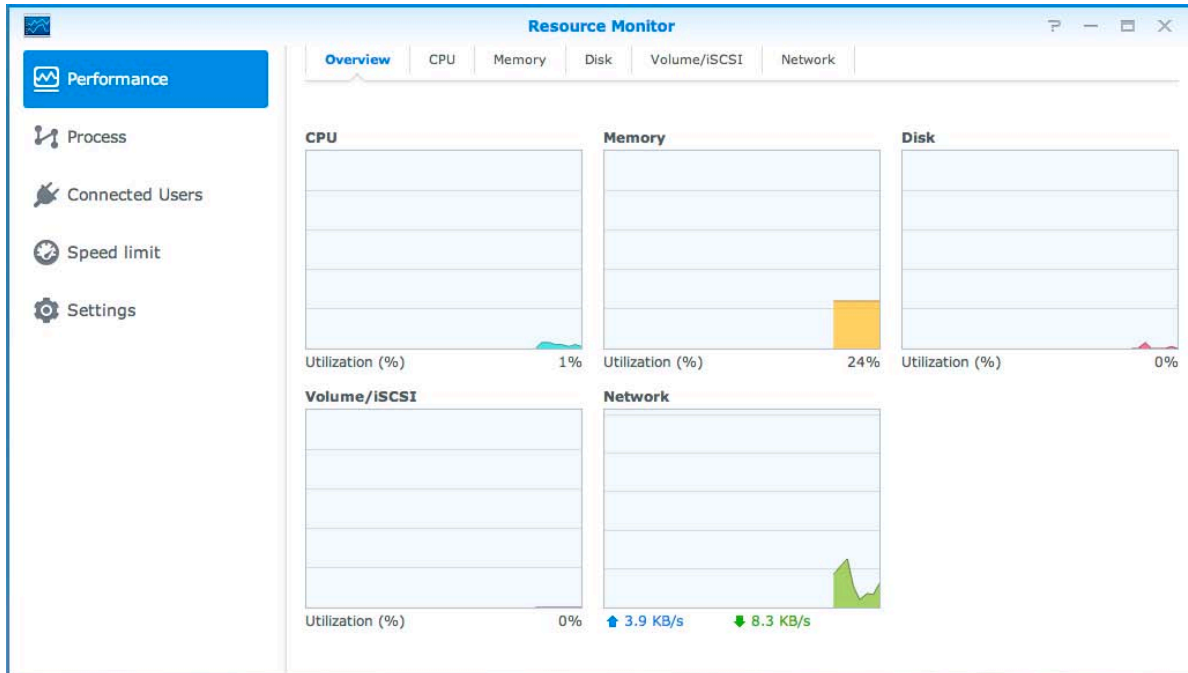 Resource Monitor
?
Performance
Process
Connected Users
Speed limit
Settings
Overview CPU Memory Disk Volume/iSCSI Network
CPU
Utilization (%) 1%
Memory
Utilization (%) 24%
Disk
Utilization (%) 0%
Volume/iSCSI
Utilization (%) 0%
Network
3.9 KB/s 8.3 KB/s